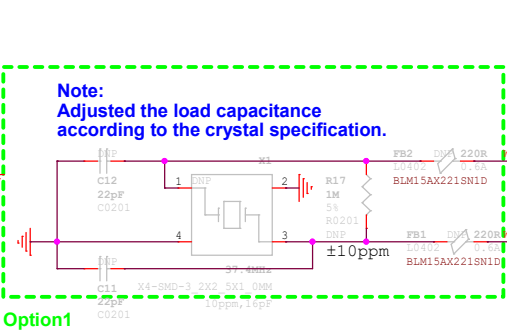 Note:
Adjusted the load capacitance
according to the crystal specification.
DNP
C12
22pF
C0201
X1
DNP
1
2
4
3
R17
1M
5%
R0201
DNP
±10ppm
FB2
DNP
220R
L0402
0.6A
BLM15AX221SN1D
FB1
DNP
220R
L0402
0.6A
BLM15AX221SN1D
DNP
C11
22pF
C0201
37.4MHz
X4-SMD-3_2X2_5X1_0MM
10ppm,16pF
Option1